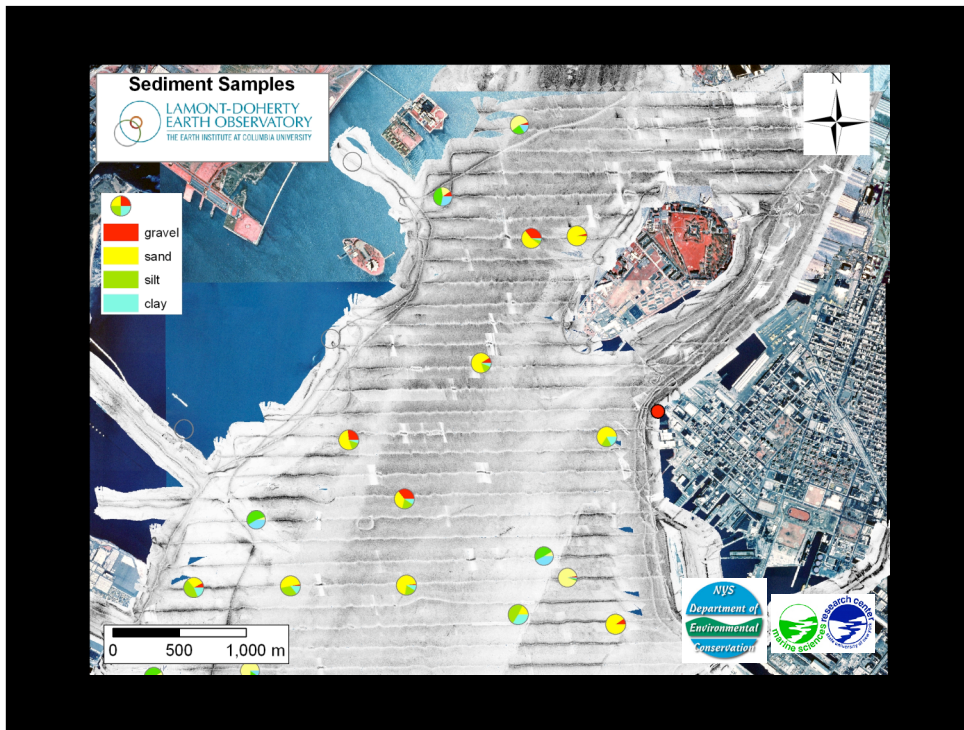 Sediment Samples
LAMONT-DOHERTY
EARTH OBSERVATORY
THE EARTH INSTITUTE AT COLUMBIA UNIVERSITY
N
gravel
sand
silt
clay
0 500 1,000 m
NYS
Department of
Environmental
Conservation
marine sciences research center